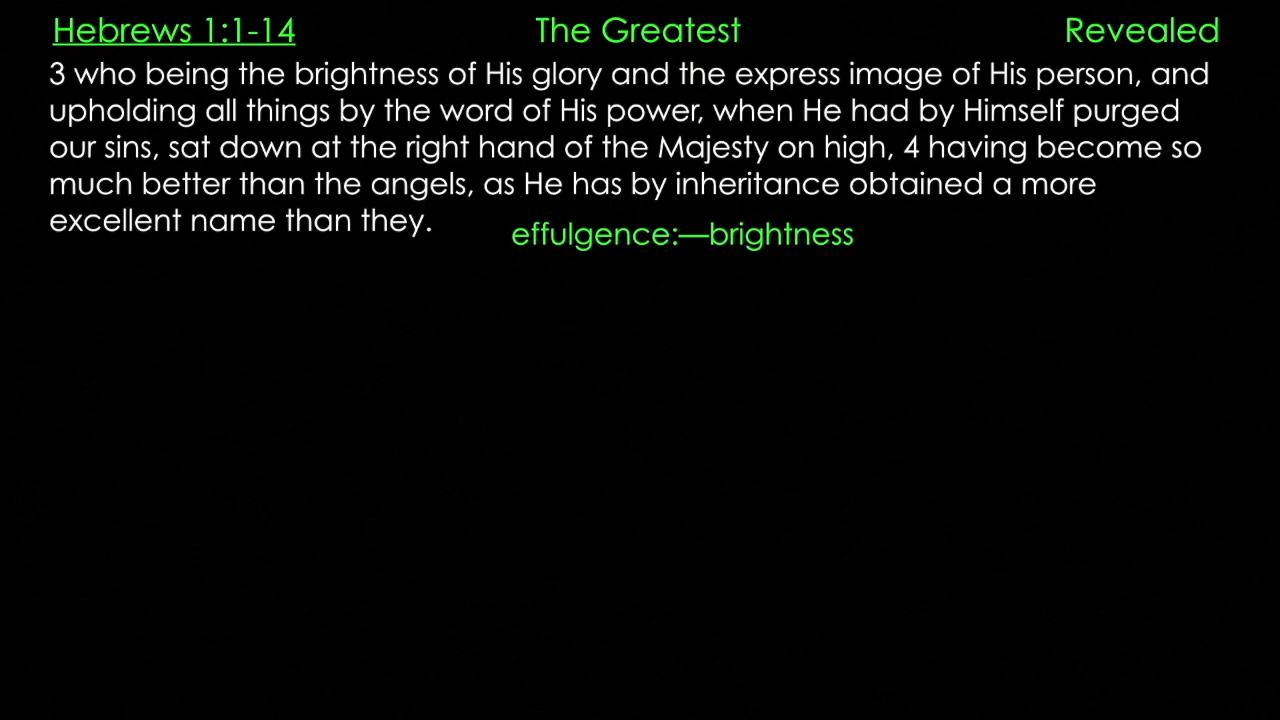 Hebrews 1:1-14 The Greatest Revealed
3 who being the brightness of His glory and the express image of His person, and
upholding all things by the word of His power, when He had by Himself purged
our sins, sat down at the right hand of the Majesty on high, 4 having become so
much better than the angels, as He has by inheritance obtained a more
excellent name than they.
effulgence:—brightness